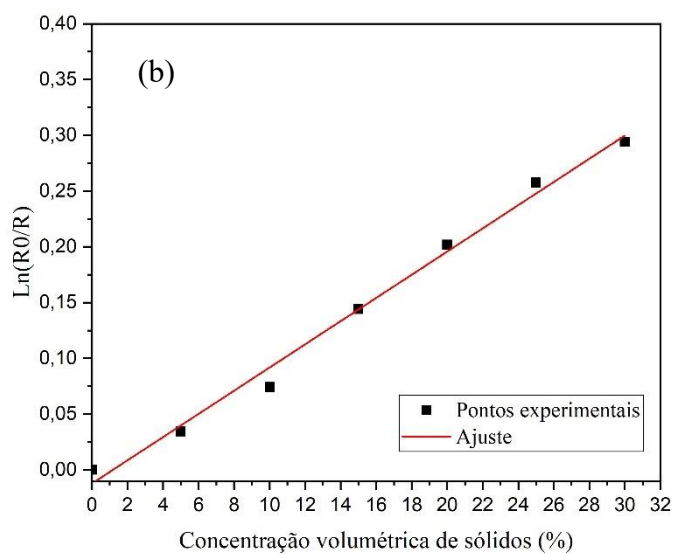 0,40
(b)
0,35
0,30
0,25
0,20
0,15
0,10
0,05
0,00
Ln(R0/R)
Pontos experimentais
Ajuste
0 2 4 6 8 10 12 14 16 18 20 22 24 26 28 30 32
Concentração volumétrica de sólidos (%)